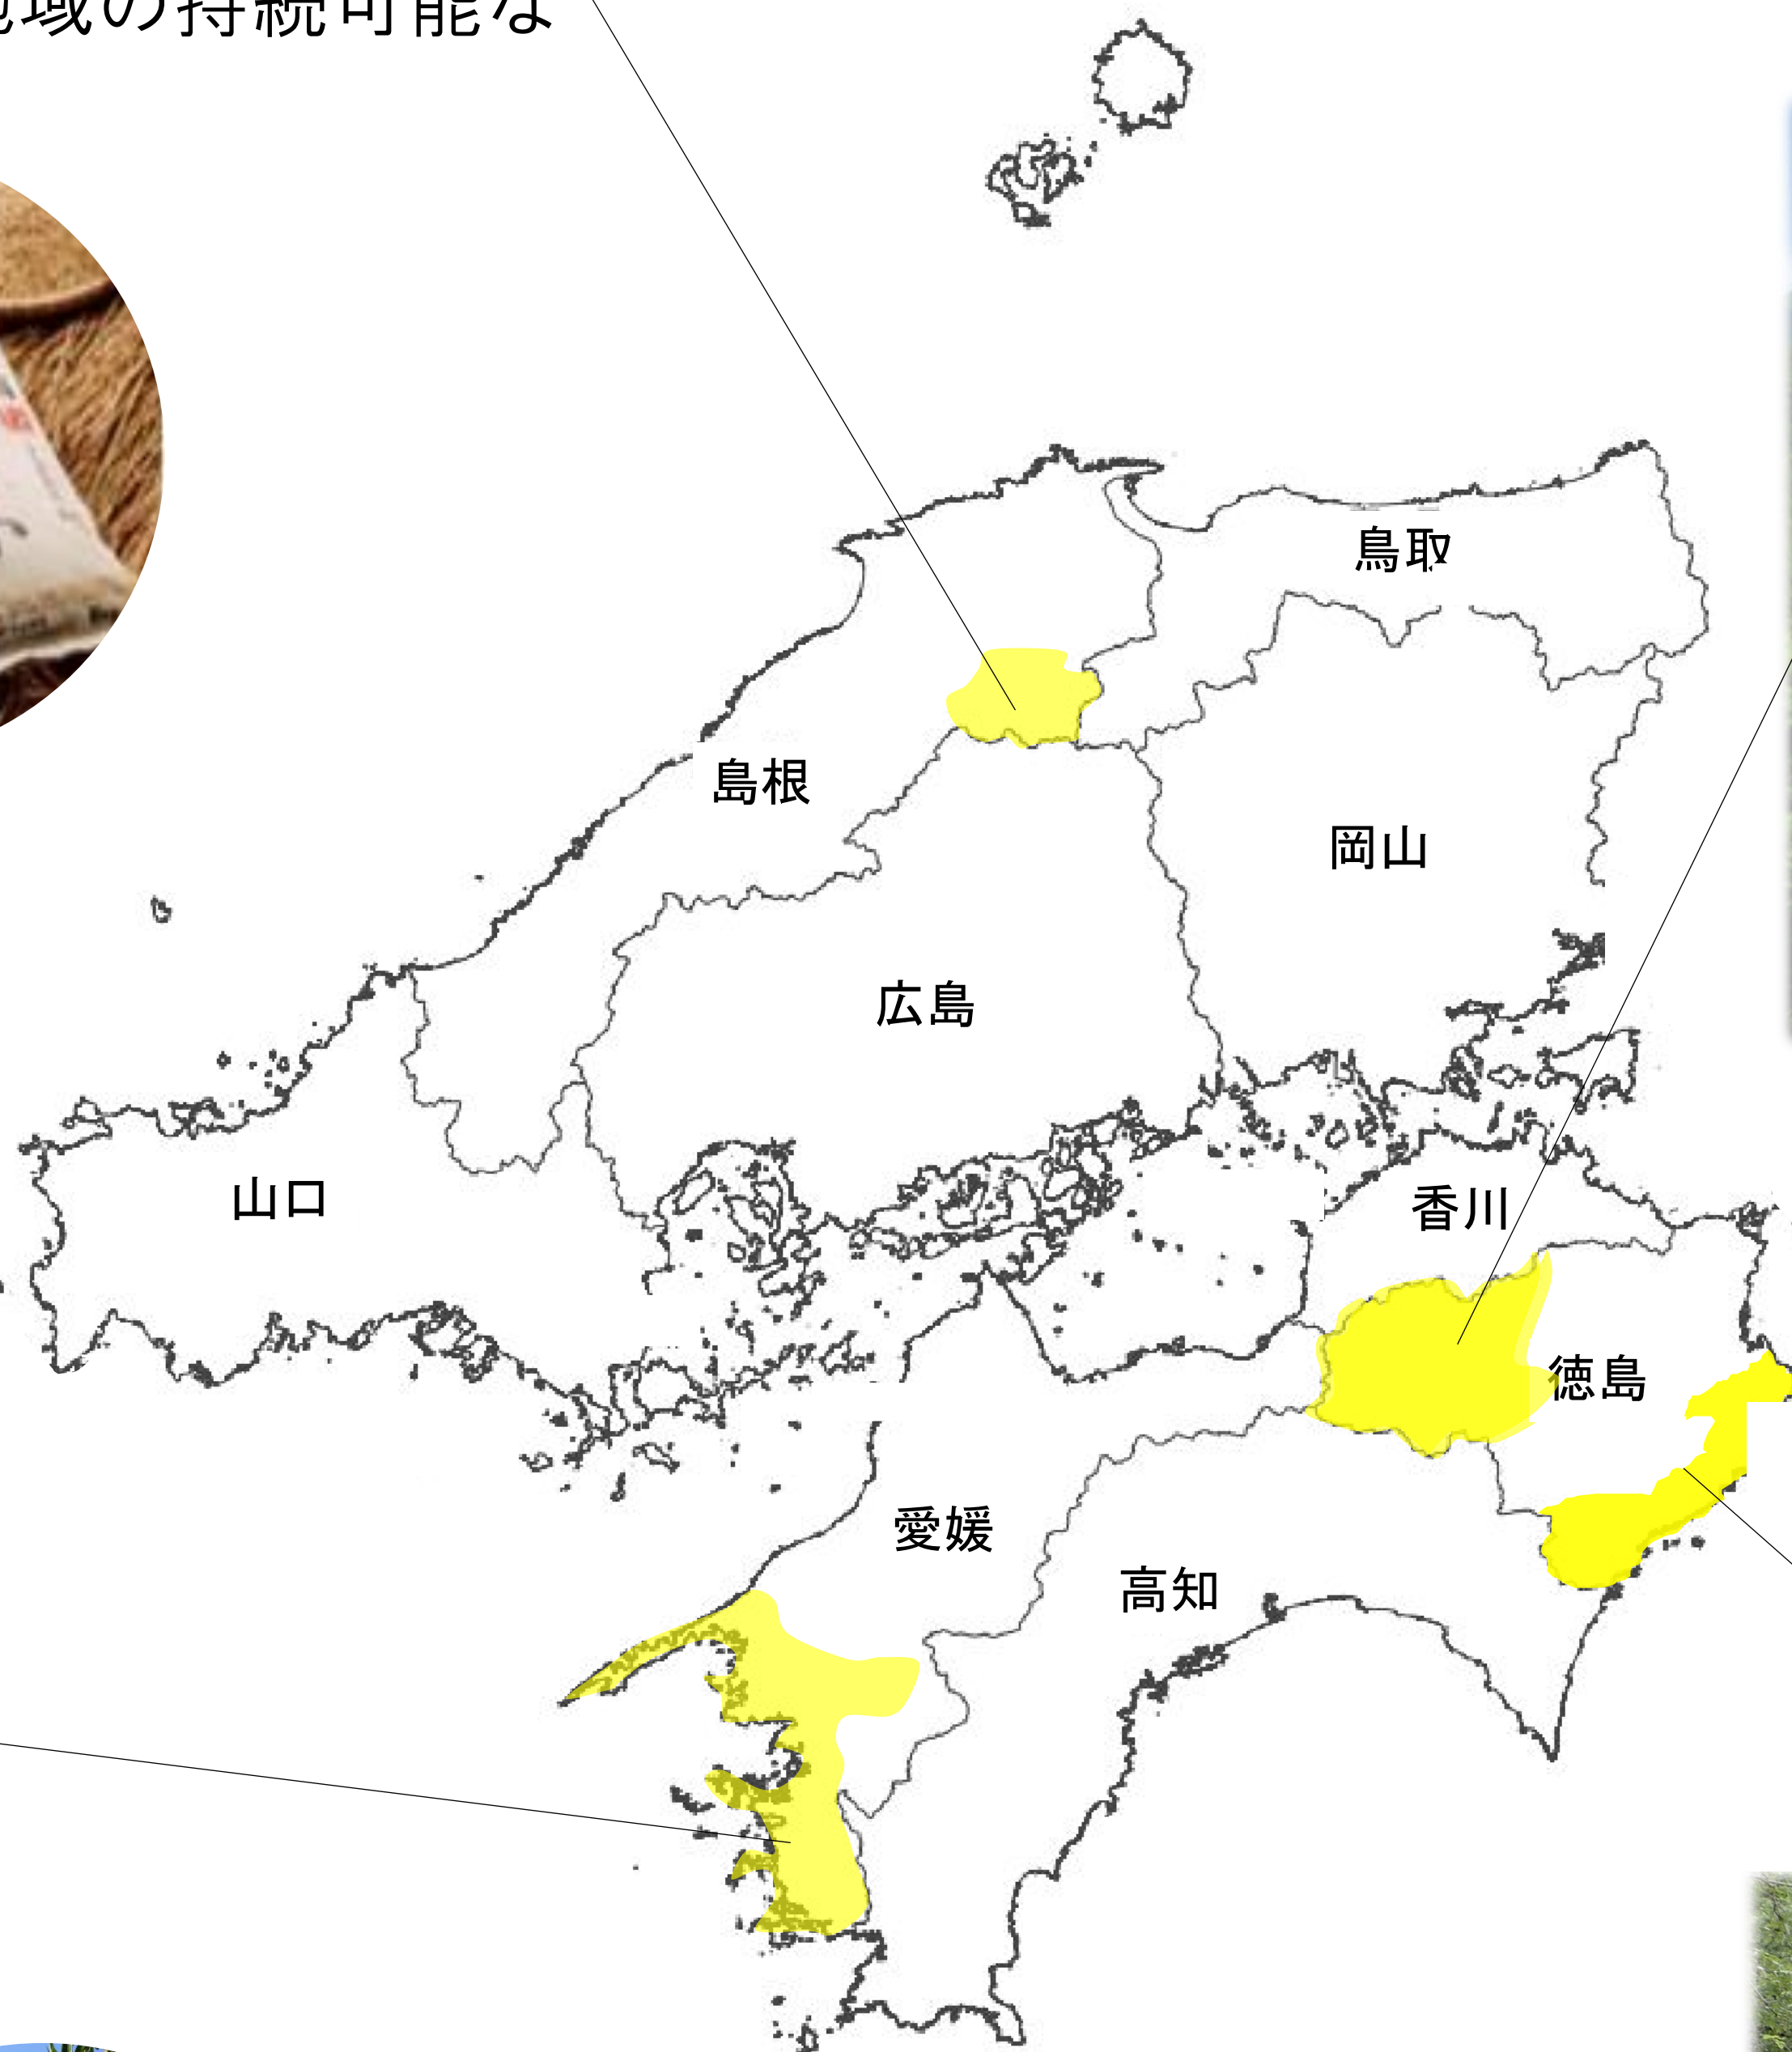 域の持続可能な
鳥取
島根
岡山
広島
山口
香川
徳島
愛媛
高知